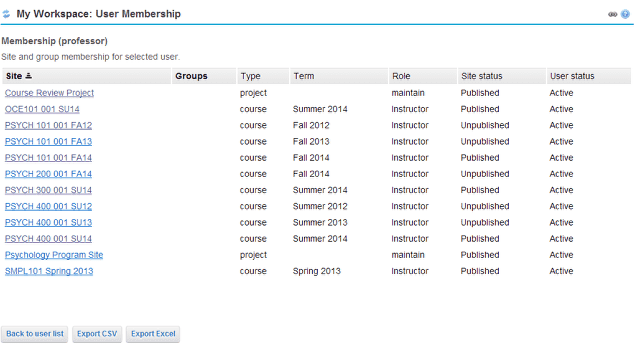 My Workspace: User Membership
Membership (professor)
Site and group membership for selected user.
Site Groups Type Term Role Site status User status
Course Review Project project maintain Published Active
OCE101 001 SU14 course Summer 2014 Instructor Published Active
PSYCH 101 001 FA12 course Fall 2012 Instructor Unpublished Active
PSYCH 101 001 FA13 course Fall 2013 Instructor Unpublished Active
PSYCH 101 001 FA14 course Fall 2014 Instructor Published Active
PSYCH 200 001 FA14 course Fall 2014 Instructor Unpublished Active
PSYCH 300 001 SU14 course Summer 2014 Instructor Published Active
PSYCH 400 001 SU12 course Summer 2012 Instructor Unpublished Active
PSYCH 400 001 SU13 course Summer 2013 Instructor Unpublished Active
PSYCH 400 001 SU14 course Summer 2014 Instructor Published Active
Psychology Program Site project maintain Published Active
SMPL101 Spring 2013 course Spring 2013 Instructor Published Active
Back to user list Export CSV Export Excel